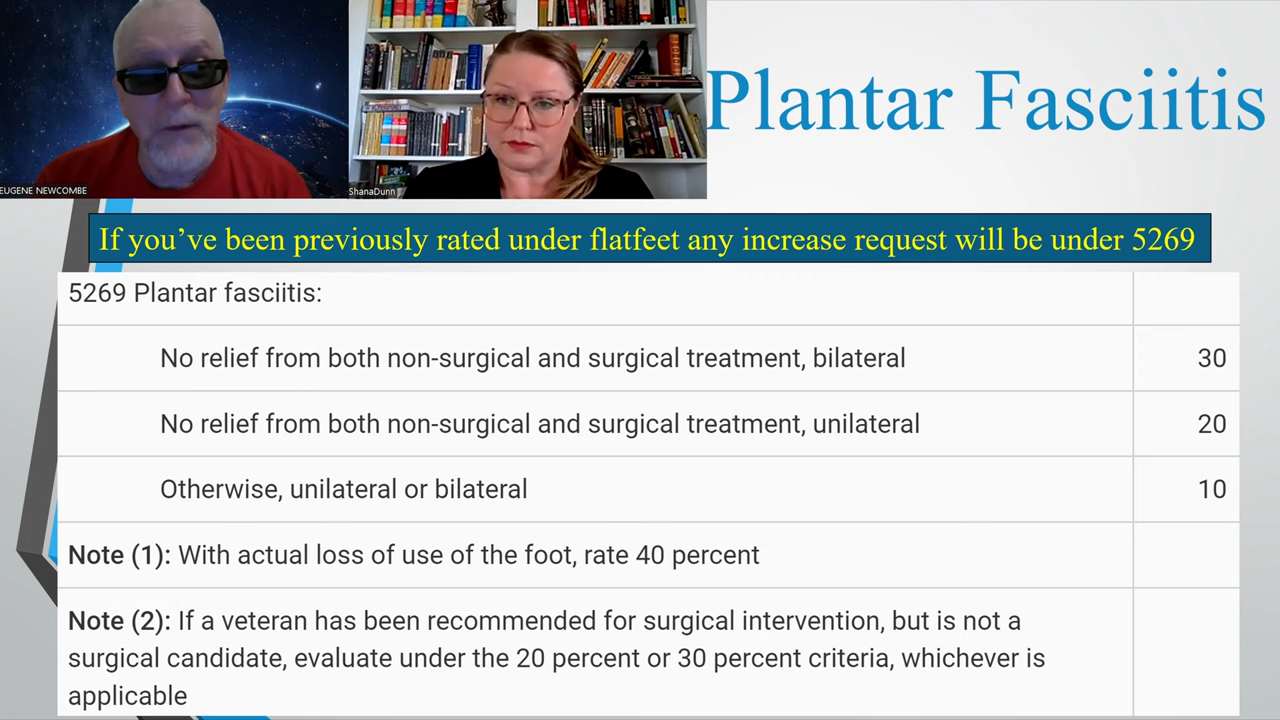 EUGENE NEWCOMBE
ShanaDunn
Plantar Fasciitis
If you’ve been previously rated under flatfeet any increase request will be under 5269
5269 Plantar fasciitis:
No relief from both non-surgical and surgical treatment, bilateral 30
No relief from both non-surgical and surgical treatment, unilateral 20
Otherwise, unilateral or bilateral 10
Note (1): With actual loss of use of the foot, rate 40 percent
Note (2): If a veteran has been recommended for surgical intervention, but is not a
surgical candidate, evaluate under the 20 percent or 30 percent criteria, whichever is
applicable